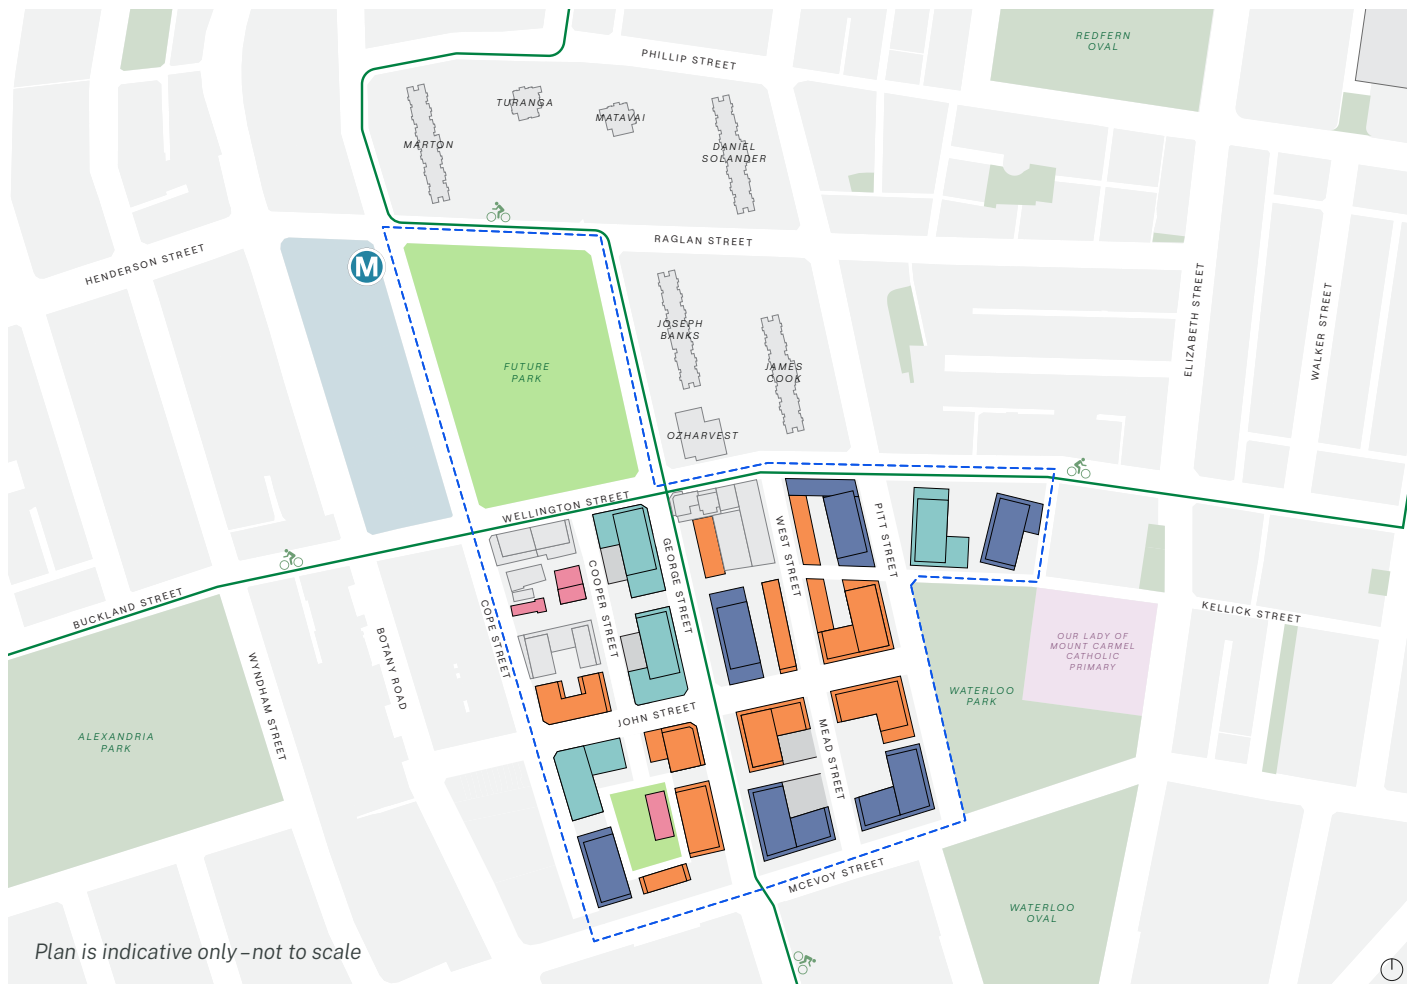 REDFERN
OVAL
PHILLIP STREET
TURANGA
MATAVAI
MARTON
DANIEL
SOLANDER
RAGLAN STREET
HENDERSON STREET
M
ELIZABETH STREET
WALKER STREET
JOSEPH
BANKS
FUTURE
PARK
JAMES
COOK
OZHARVEST
WELLINGTON STREET
PITT STREET
WEST STREET
GEORGE STREET
COOPER STREET
COPE STREET
BUCKLAND STREET
KELLICK STREET
BOTANY ROAD
WYNDHAM STREET
OUR LADY OF
MOUNT CARMEL
CATHOLIC
PRIMARY
WATERLOO
PARK
JOHN STREET
MEAD STREET
ALEXANDRIA
PARK
MCEVOY STREET
WATERLOO
OVAL
Plan is indicative only – not to scale